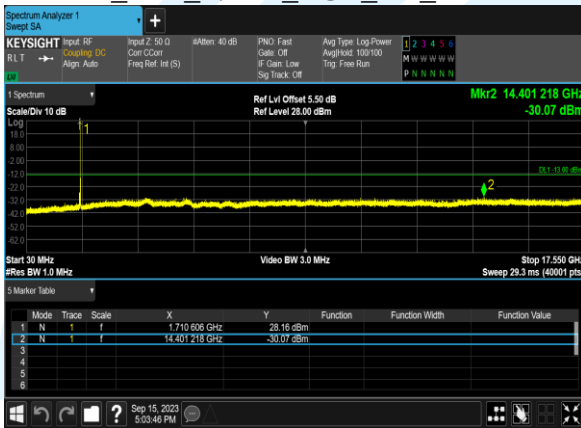 Spectrum Analyzer 1
Swept SA
+
KEYSIGHT Input: RF Input Z: 50 Ω #Atten: 40 dB PNO: Fast Avg Type: Log-Power 1 2 3 4 5 6
R L T Coupling: DC Corr CCorr Gate: Off Avg|Hold: 100/100 M W W W W W
Align: Auto Freq Ref: Int (S) IF Gain: Low Trig: Free Run
Sig Track: Off P N N N N N
LV
1 Spectrum Ref Lvl Offset 5.50 dB Mkr2 14.401 218 GHz
Scale/Div 10 dB Ref Level 28.00 dBm -30.07 dBm
Log
18.0
1
8.00
-2.00
DL1 -13.00 dBm
-12.0
2
-22.0
-32.0
-42.0
-52.0
-62.0
Start 30 MHz Video BW 3.0 MHz Stop 17.550 GHz
#Res BW 1.0 MHz Sweep 29.3 ms (40001 pts)
5 Marker Table
Mode Trace Scale X Y Function Function Width Function Value
1 N 1 f 1.710 606 GHz 28.16 dBm
2 N 1 f 14.401 218 GHz -30.07 dBm
3
4
5
6
? Sep 15, 2023
5:03:46 PM